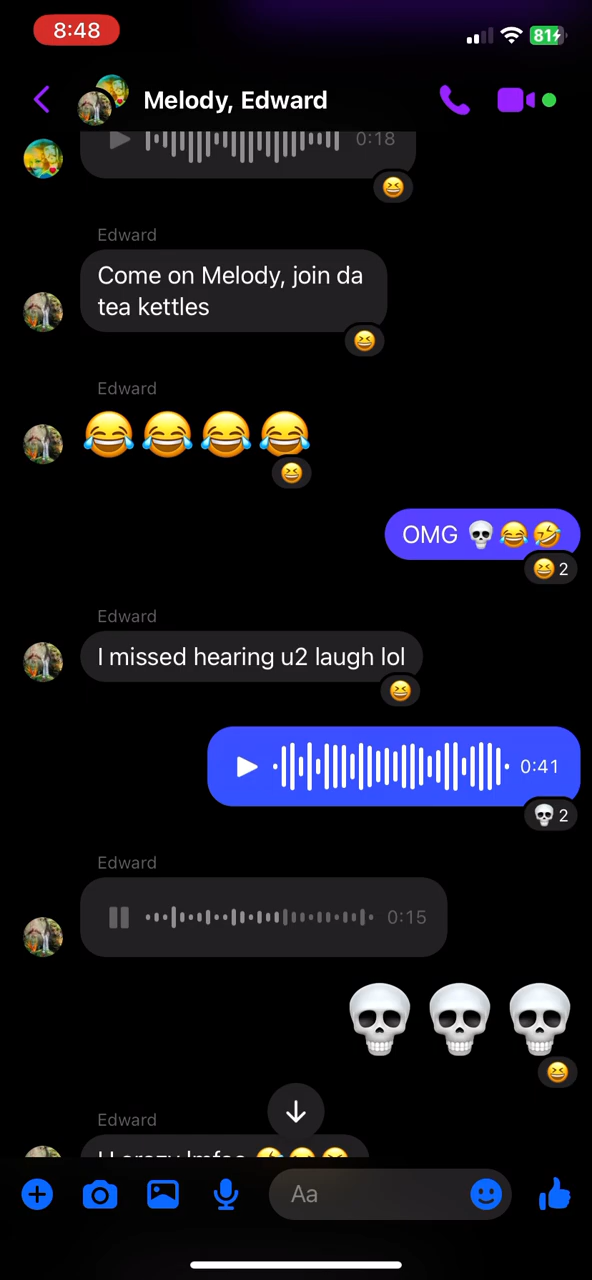 8:48
81
Melody, Edward
0:18
Edward
Come on Melody, join da
tea kettles
Edward
OMG 💀😂🤣
2
Edward
I missed hearing u2 laugh lol
0:41
2
Edward
0:15
Edward
Aa